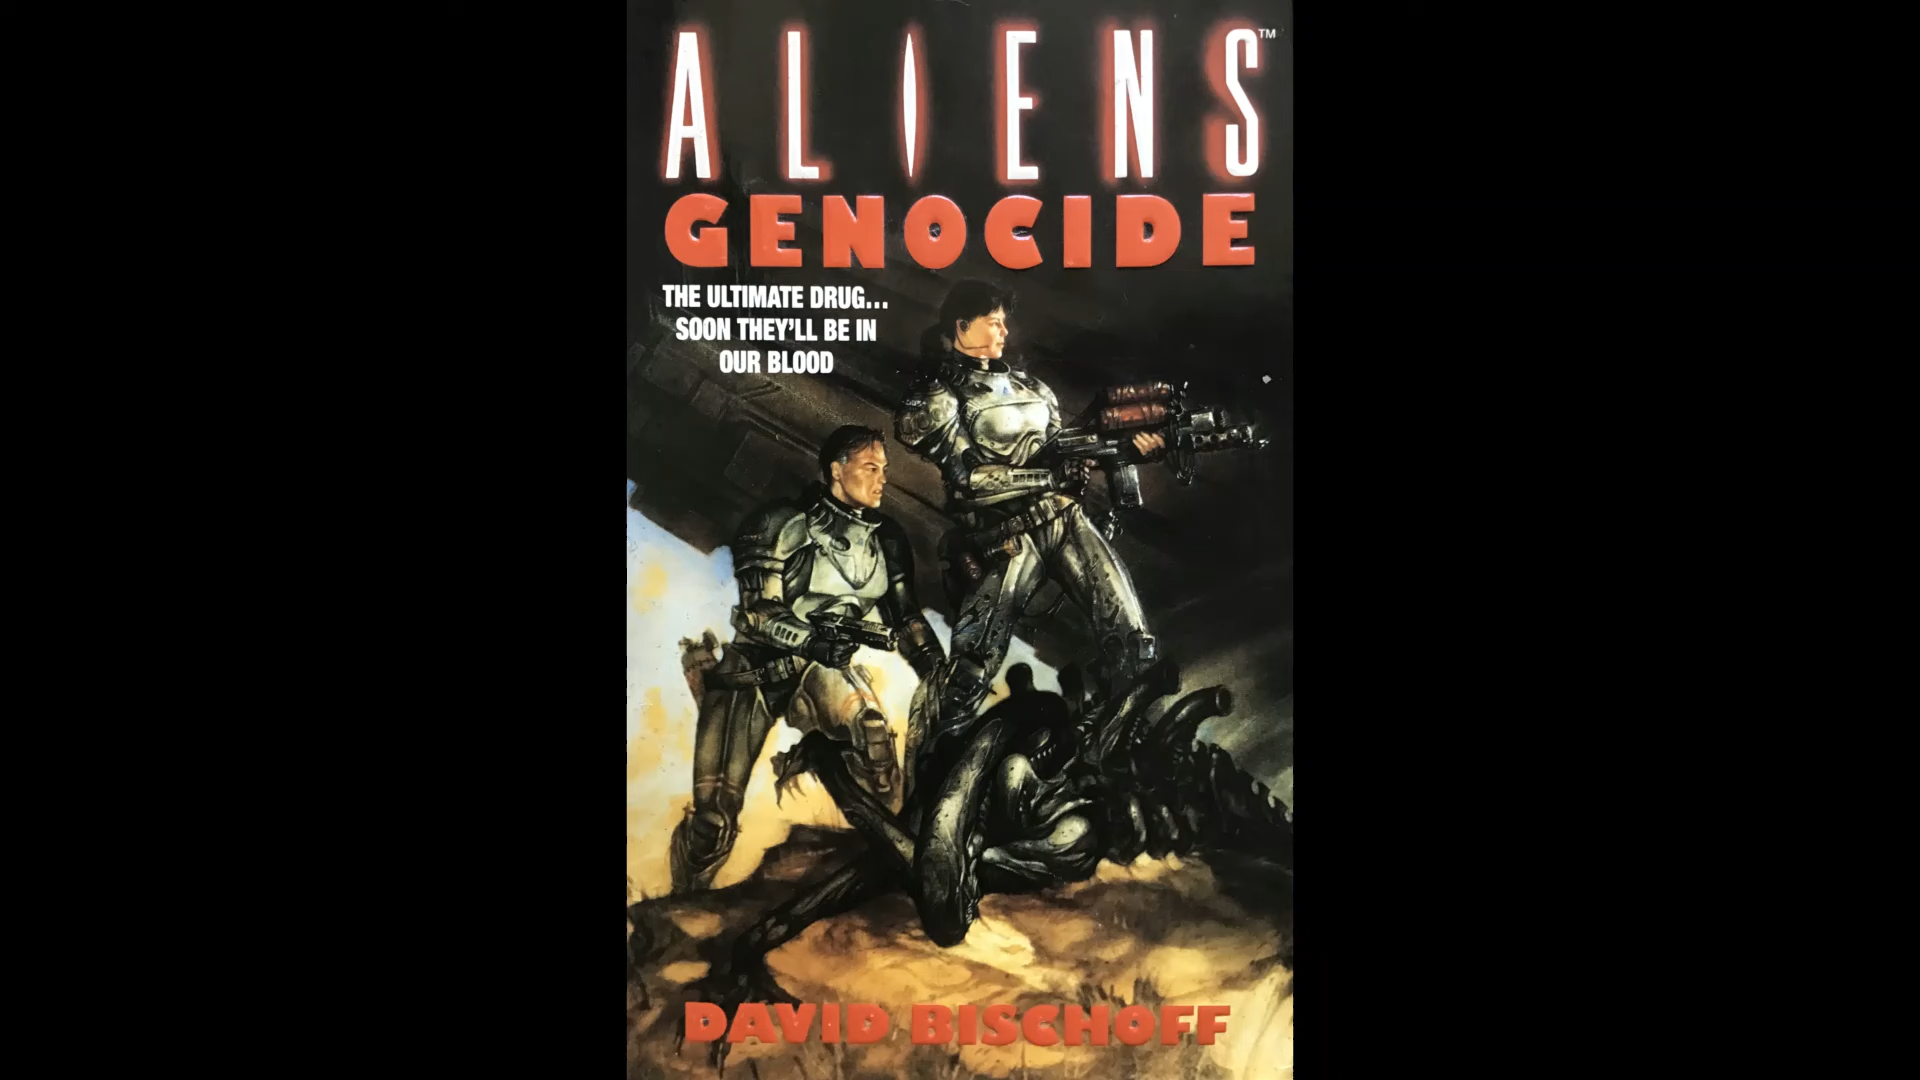 ALIENS™
GENOCIDE
THE ULTIMATE DRUG...
SOON THEY'LL BE IN
OUR BLOOD
DAVID BISCHOFF